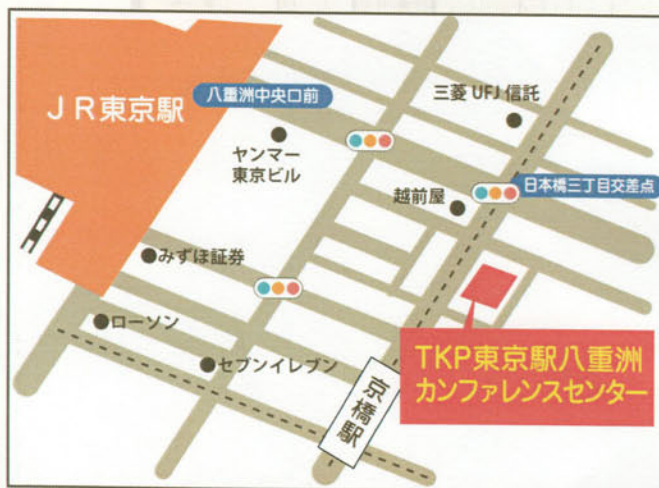 JR東京駅
八重洲中央口前
三菱UFJ信託
ヤンマー
東京ビル
日本橋三丁目交差点
越前屋
みずほ証券
ローソン
セブンイレブン
京橋駅
TKP東京駅八重洲
カンファレンスセンター